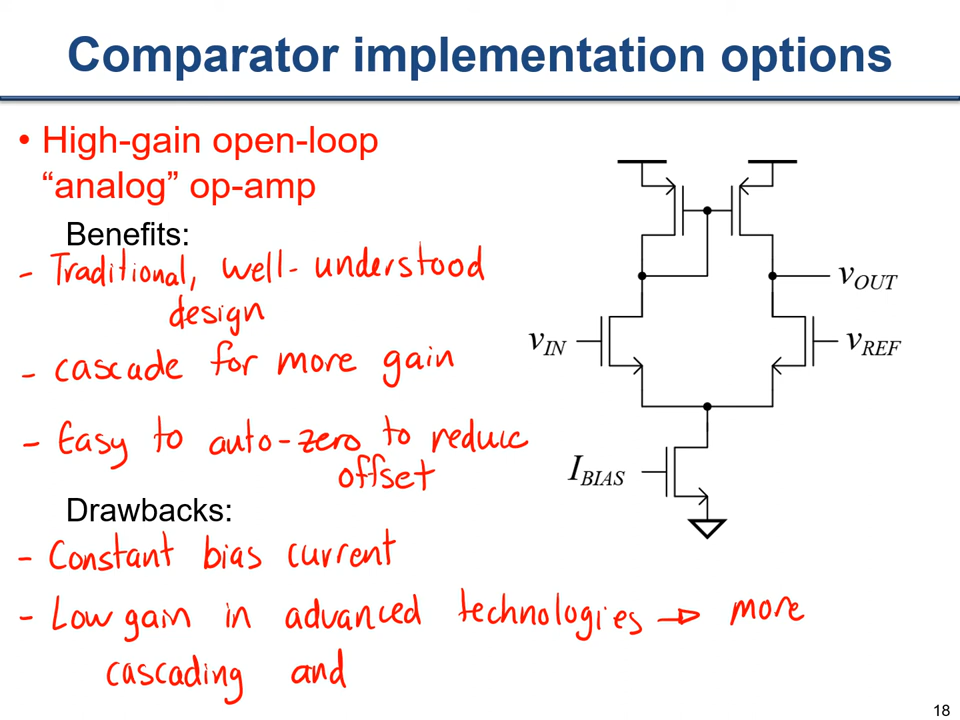 Comparator implementation options
• High-gain open-loop
"analog" op-amp
Benefits:
- Traditional, well-understood
design
- cascade for more gain
- Easy to auto-zero to reduce
offset
Drawbacks:
- Constant bias current
- Low gain in advanced technologies → more
cascading and
vOUT
vIN
vREF
IBIAS
18